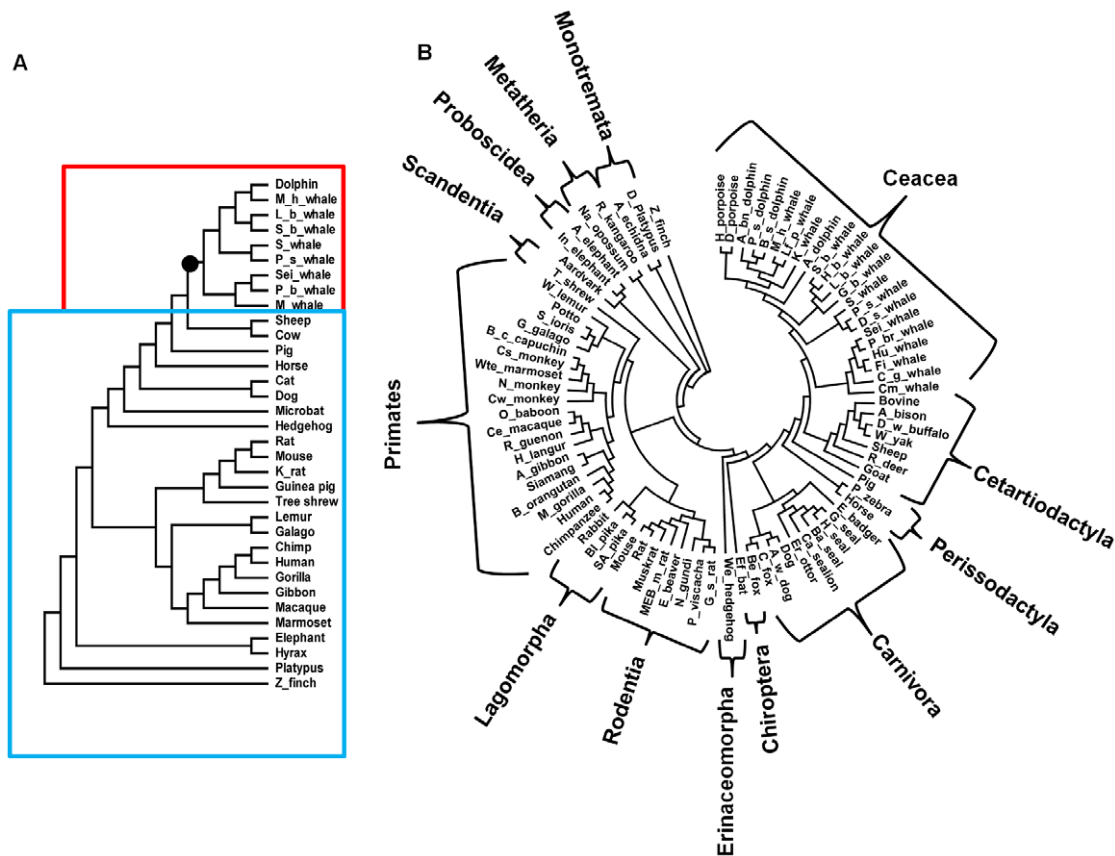 A
Dolphin
M_h_whale
L_b_whale
S_b_whale
S_whale
P_s_whale
Sei_whale
P_b_whale
M_whale
Sheep
Cow
Pig
Horse
Cat
Dog
Microbat
Hedgehog
Rat
Mouse
K_rat
Guinea pig
Tree shrew
Lemur
Galago
Chimp
Human
Gorilla
Gibbon
Macaque
Marmoset
Elephant
Hyrax
Platypus
Z_finch
B
Monotremata
Metatheria
Proboscidea
Scandentia
Primates
Lagomorpha
Rodentia
Erinaceomorpha
Chiroptera
Carnivora
Perissodactyla
Cetartiodactyla
Ceacea
H_porpoise
D_porpoise
A_bn_dolphin
P_s_dolphin
B_s_dolphin
M_h_whale
Lf_p_whale
K_whale
A_dolphin
S_b_whale
H_b_whale
L_b_whale
G_b_whale
S_whale
P_s_whale
D_s_whale
Sei_whale
P_br_whale
Hu_whale
Fi_whale
C_g_whale
Cm_whale
Bovine
A_bison
D_w_buffalo
W_yak
Sheep
R_deer
Goat
Pig
P_zebra
Horse
E_badger
G_seal
H_seal
Ba_seal
Ca_sealion
Er_ottor
Dog
A_w_dog
C_fox
Be_fox
Ef_bat
We_hedgehog
G_s_rat
P_viscacha
N_gundi
E_beaver
MEB_m_rat
Muskrat
Rat
Mouse
SA_pika
Bl_pika
Rabbit
Chimpanzee
Human
M_gorilla
B_orangutan
Siamang
A_gibbon
H_langur
R_guenon
Ce_macaque
O_baboon
Cw_monkey
N_monkey
Wte_marmoset
Cs_monkey
B_c_capuchin
G_galago
S_loris
Potto
W_lemur
T_shrew
Aardvark
In_elephant
A_elephant
Na_opossum
R_kangaroo
A_echidna
D_Platypus
Z_finch